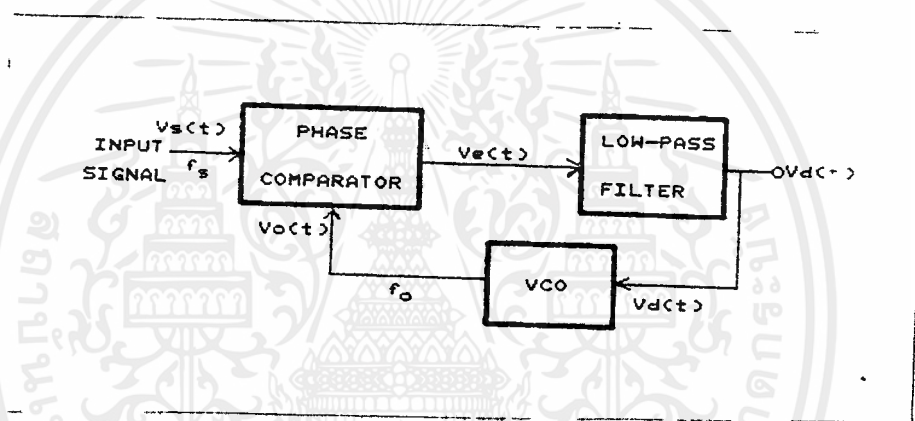 Vs(t)
INPUT
SIGNAL
fs
PHASE
COMPARATOR
Ve(t)
LOW-PASS
FILTER
Vd(t)
Vo(t)
fo
VCO
Vd(t)